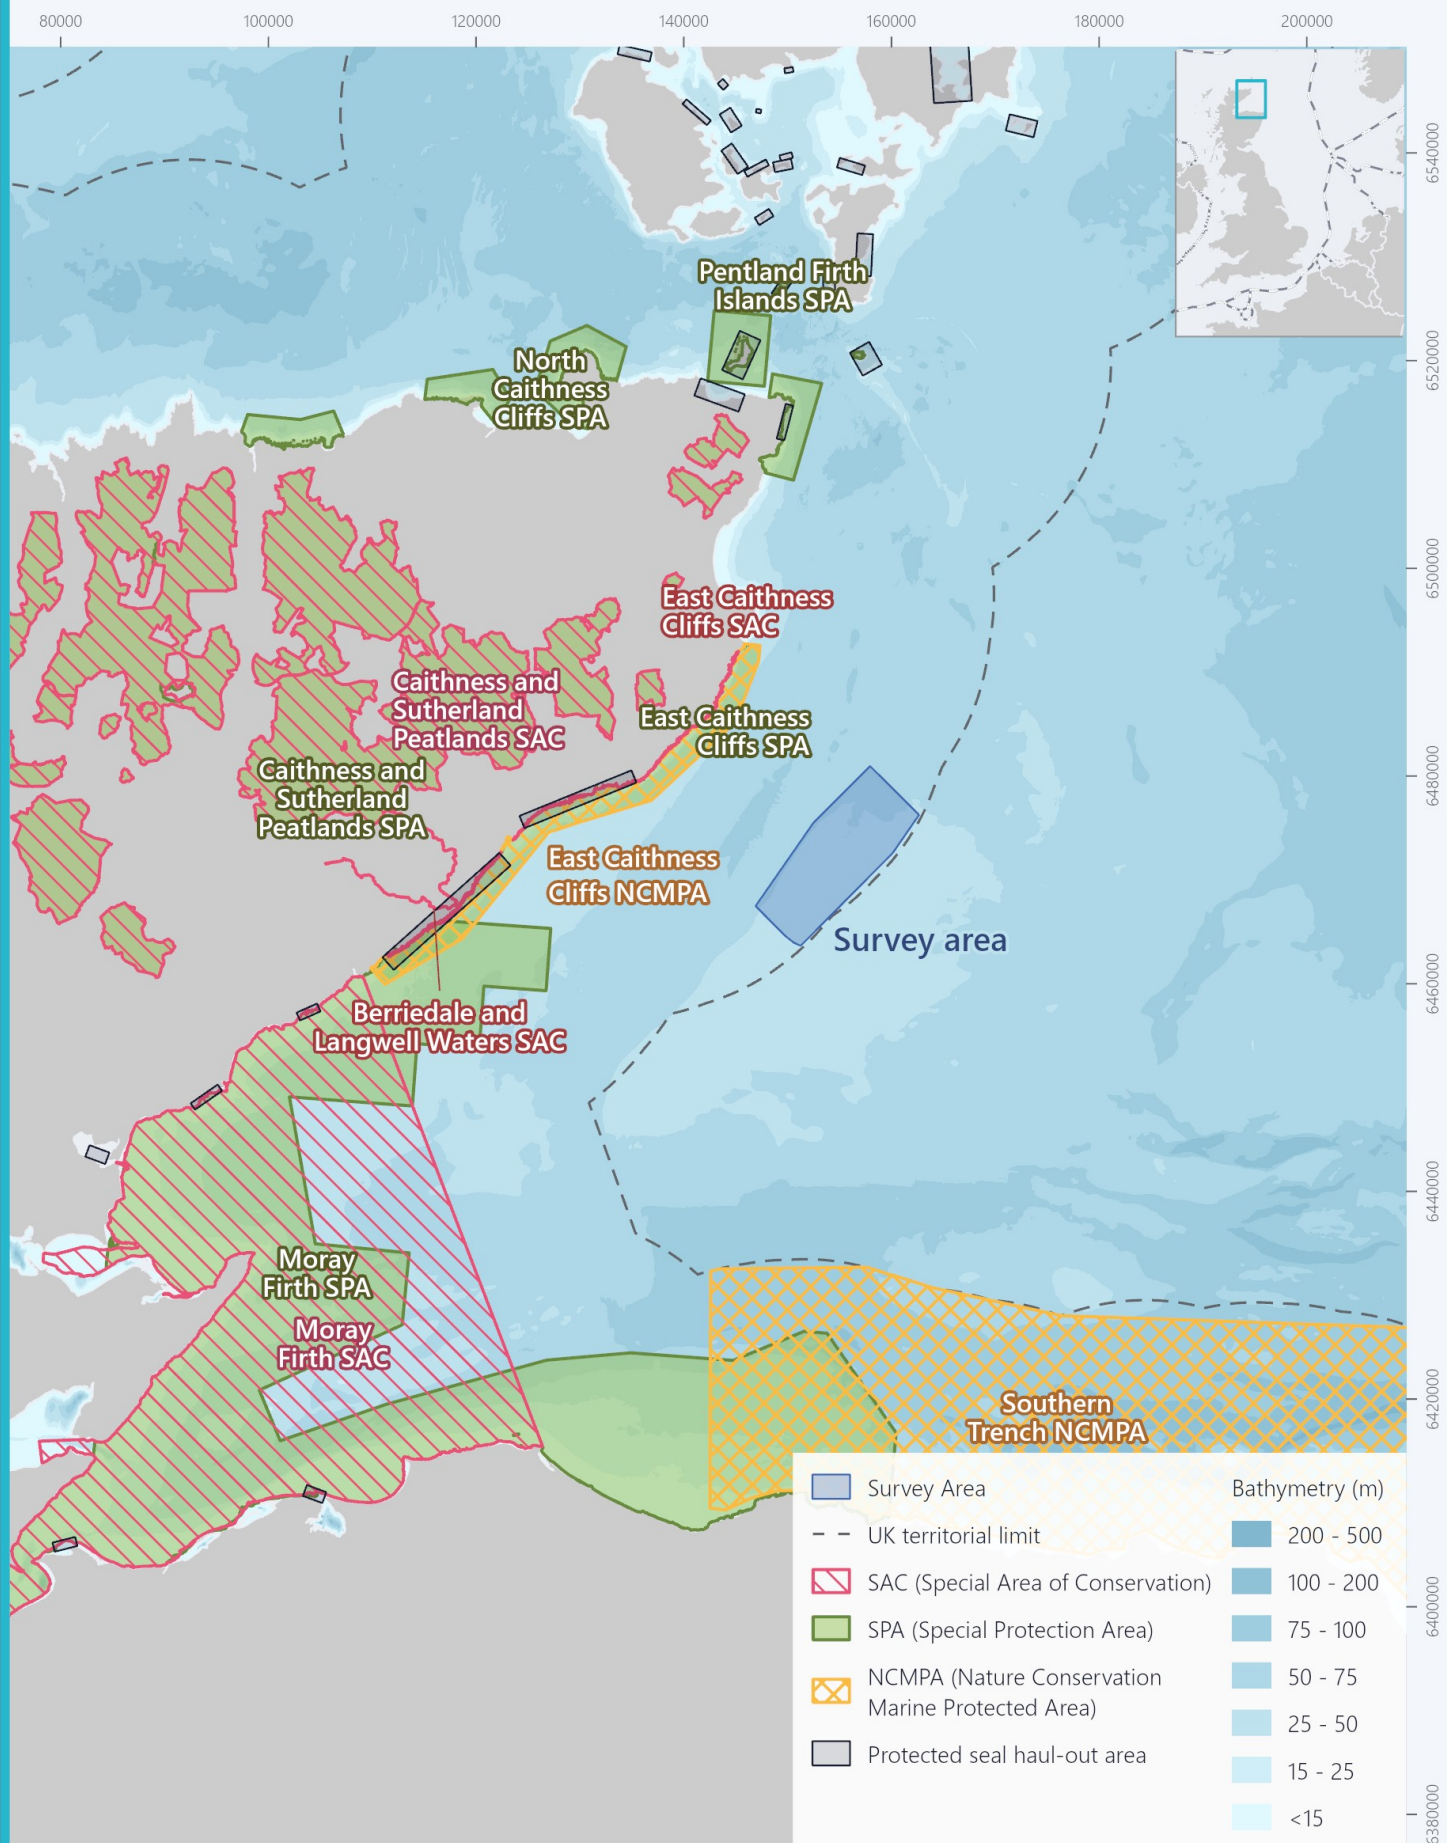 80000
100000
120000
140000
160000
180000
200000
6540000
6520000
6500000
6480000
6460000
6440000
6420000
6400000
6380000
Pentland Firth
Islands SPA
North
Caithness
Cliffs SPA
East Caithness
Cliffs SAC
Caithness and
Sutherland
Peatlands SAC
East Caithness
Cliffs SPA
Caithness and
Sutherland
Peatlands SPA
East Caithness
Cliffs NCMPA
Survey area
Berriedale and
Langwell Waters SAC
Moray
Firth SPA
Moray
Firth SAC
Southern
Trench NCMPA
Survey Area
UK territorial limit
SAC (Special Area of Conservation)
SPA (Special Protection Area)
NCMPA (Nature Conservation
Marine Protected Area)
Protected seal haul-out area
Bathymetry (m)
200 - 500
100 - 200
75 - 100
50 - 75
25 - 50
15 - 25
<15